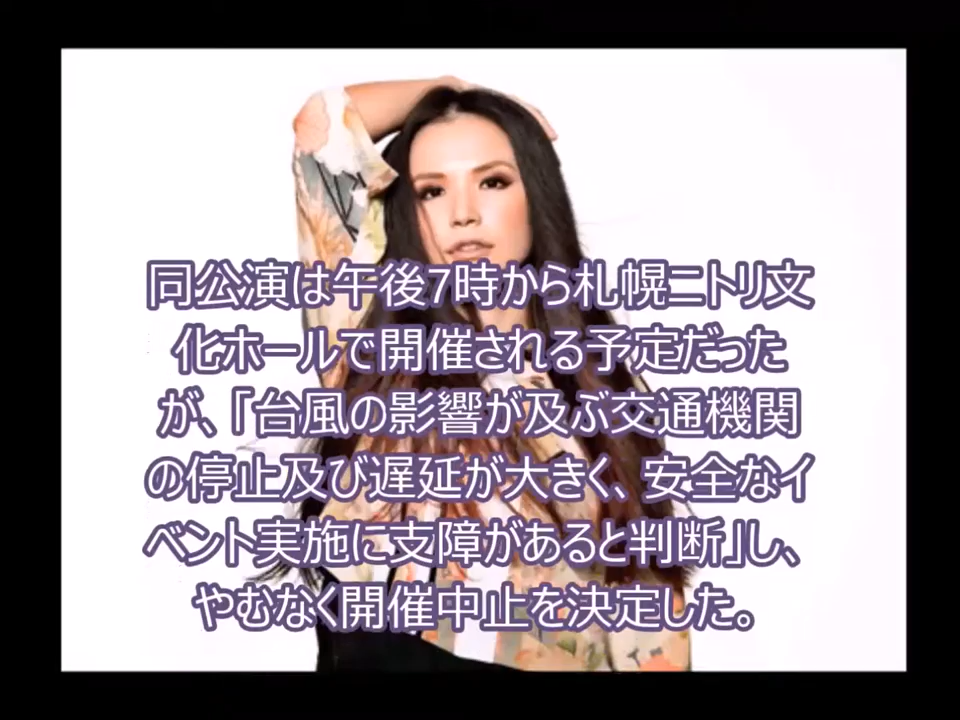 同公演は午後7時から札幌ニトリ文
化ホールで開催される予定だった
が、「台風の影響が及ぶ交通機関
の停止及び遅延が大きく、安全なイ
ベント実施に支障があると判断」し、
やむなく開催中止を決定した。